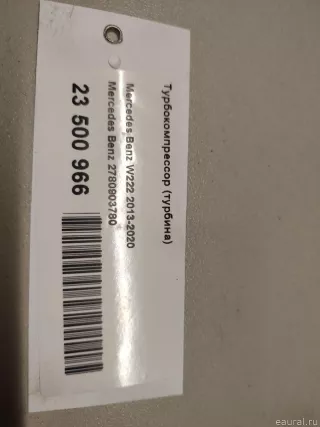 Турбокомпрессор (турбина)
Mercedes Benz W222 2013-2020
Mercedes Benz 2780903780
23 500 966
eaural.ru